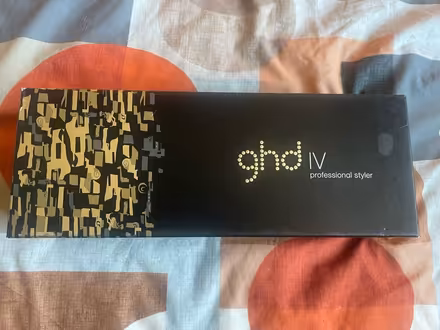 ghd IV
professional styler